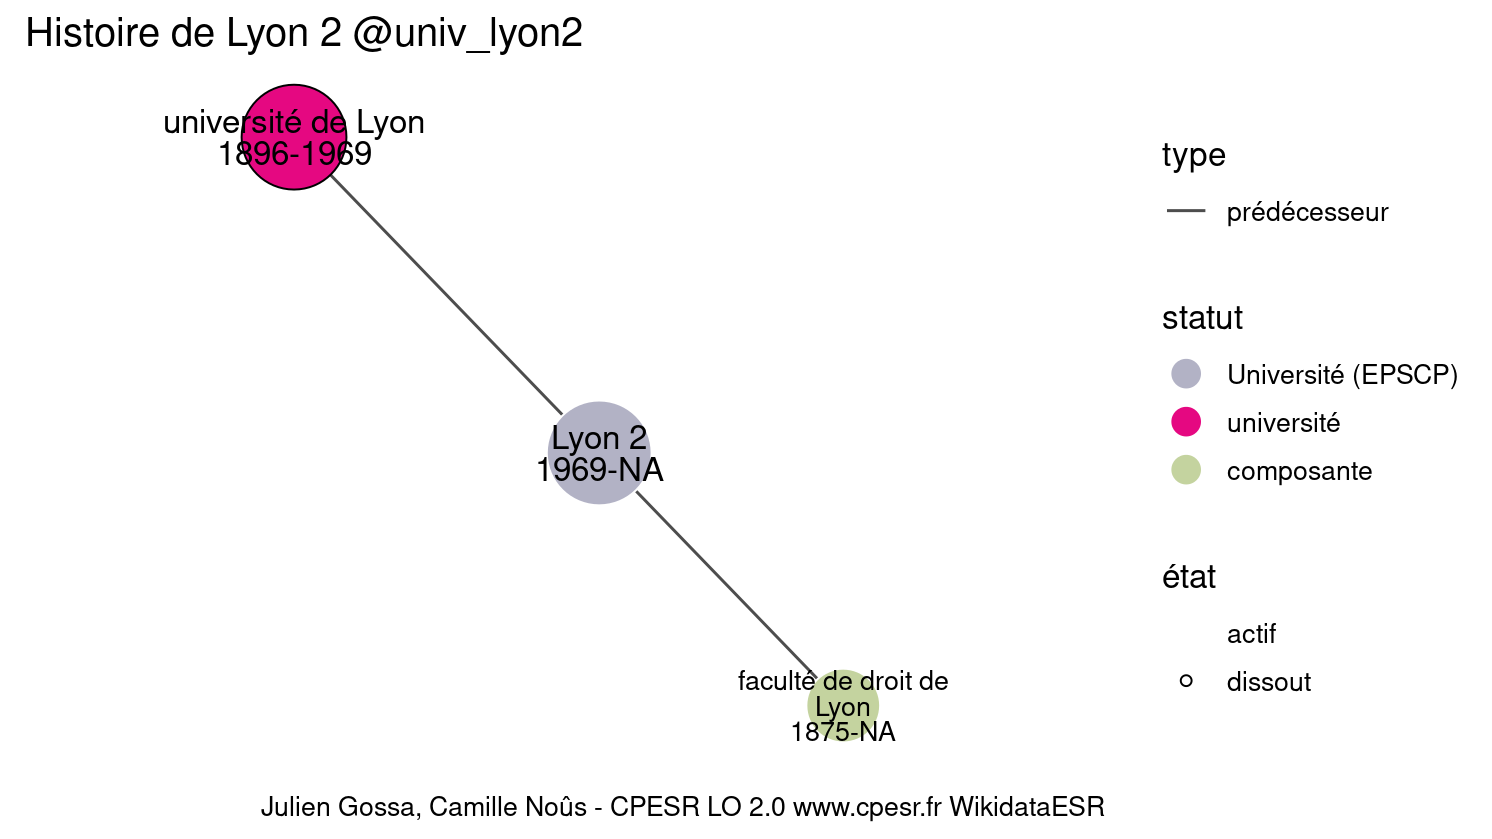 Histoire de Lyon 2 @univ_lyon2
université de Lyon
1896-1969
Lyon 2
1969-NA
faculté de droit de
Lyon
1875-NA
type
prédécesseur
statut
Université (EPSCP)
université
composante
état
actif
dissout
Julien Gossa, Camille Noûs - CPESR LO 2.0 www.cpesr.fr WikidataESR